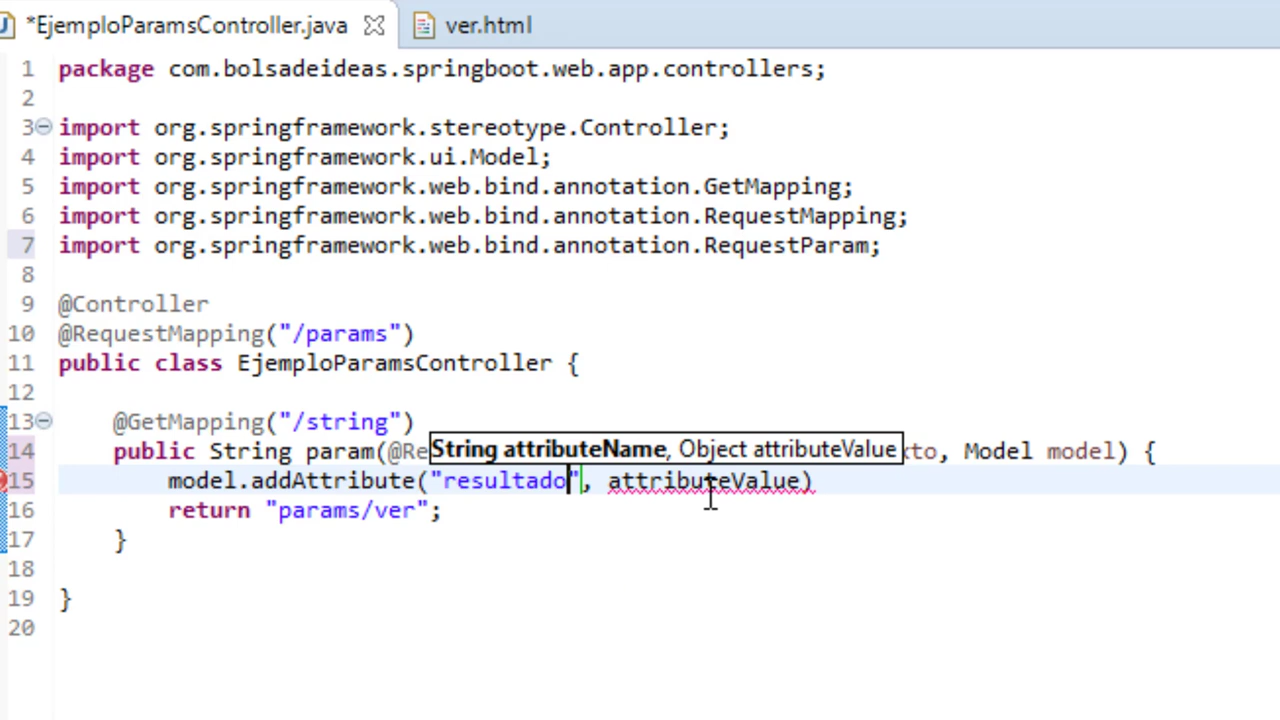 *EjemploParamsController.java ver.html
1 package com.bolsadeideas.springboot.web.app.controllers;
2
3 import org.springframework.stereotype.Controller;
4 import org.springframework.ui.Model;
5 import org.springframework.web.bind.annotation.GetMapping;
6 import org.springframework.web.bind.annotation.RequestMapping;
7 import org.springframework.web.bind.annotation.RequestParam;
8
9 @Controller
10 @RequestMapping("/params")
11 public class EjemploParamsController {
12
13 @GetMapping("/string")
String attributeName, Object attributeValue
14 public String param(@Re xto, Model model) {
15 model.addAttribute("resultado", attributeValue)
16 return "params/ver";
17 }
18
19 }
20